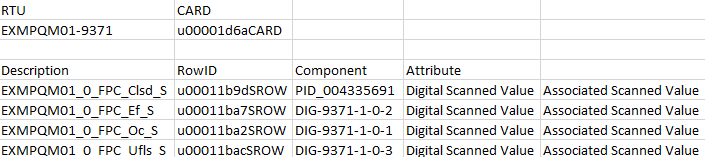 RTU CARD
EXMPQM01-9371 u00001d6aCARD
Description RowID Component Attribute
EXMPQM01_0_FPC_Clsd_S u00011b9dSROW PID_004335691 Digital Scanned Value Associated Scanned Value
EXMPQM01_0_FPC_Ef_S u00011ba7SROW DIG-9371-1-0-2 Digital Scanned Value Associated Scanned Value
EXMPQM01_0_FPC_Oc_S u00011ba2SROW DIG-9371-1-0-1 Digital Scanned Value Associated Scanned Value
EXMPQM01_0_FPC_Ufls_S u00011bacSROW DIG-9371-1-0-3 Digital Scanned Value Associated Scanned Value